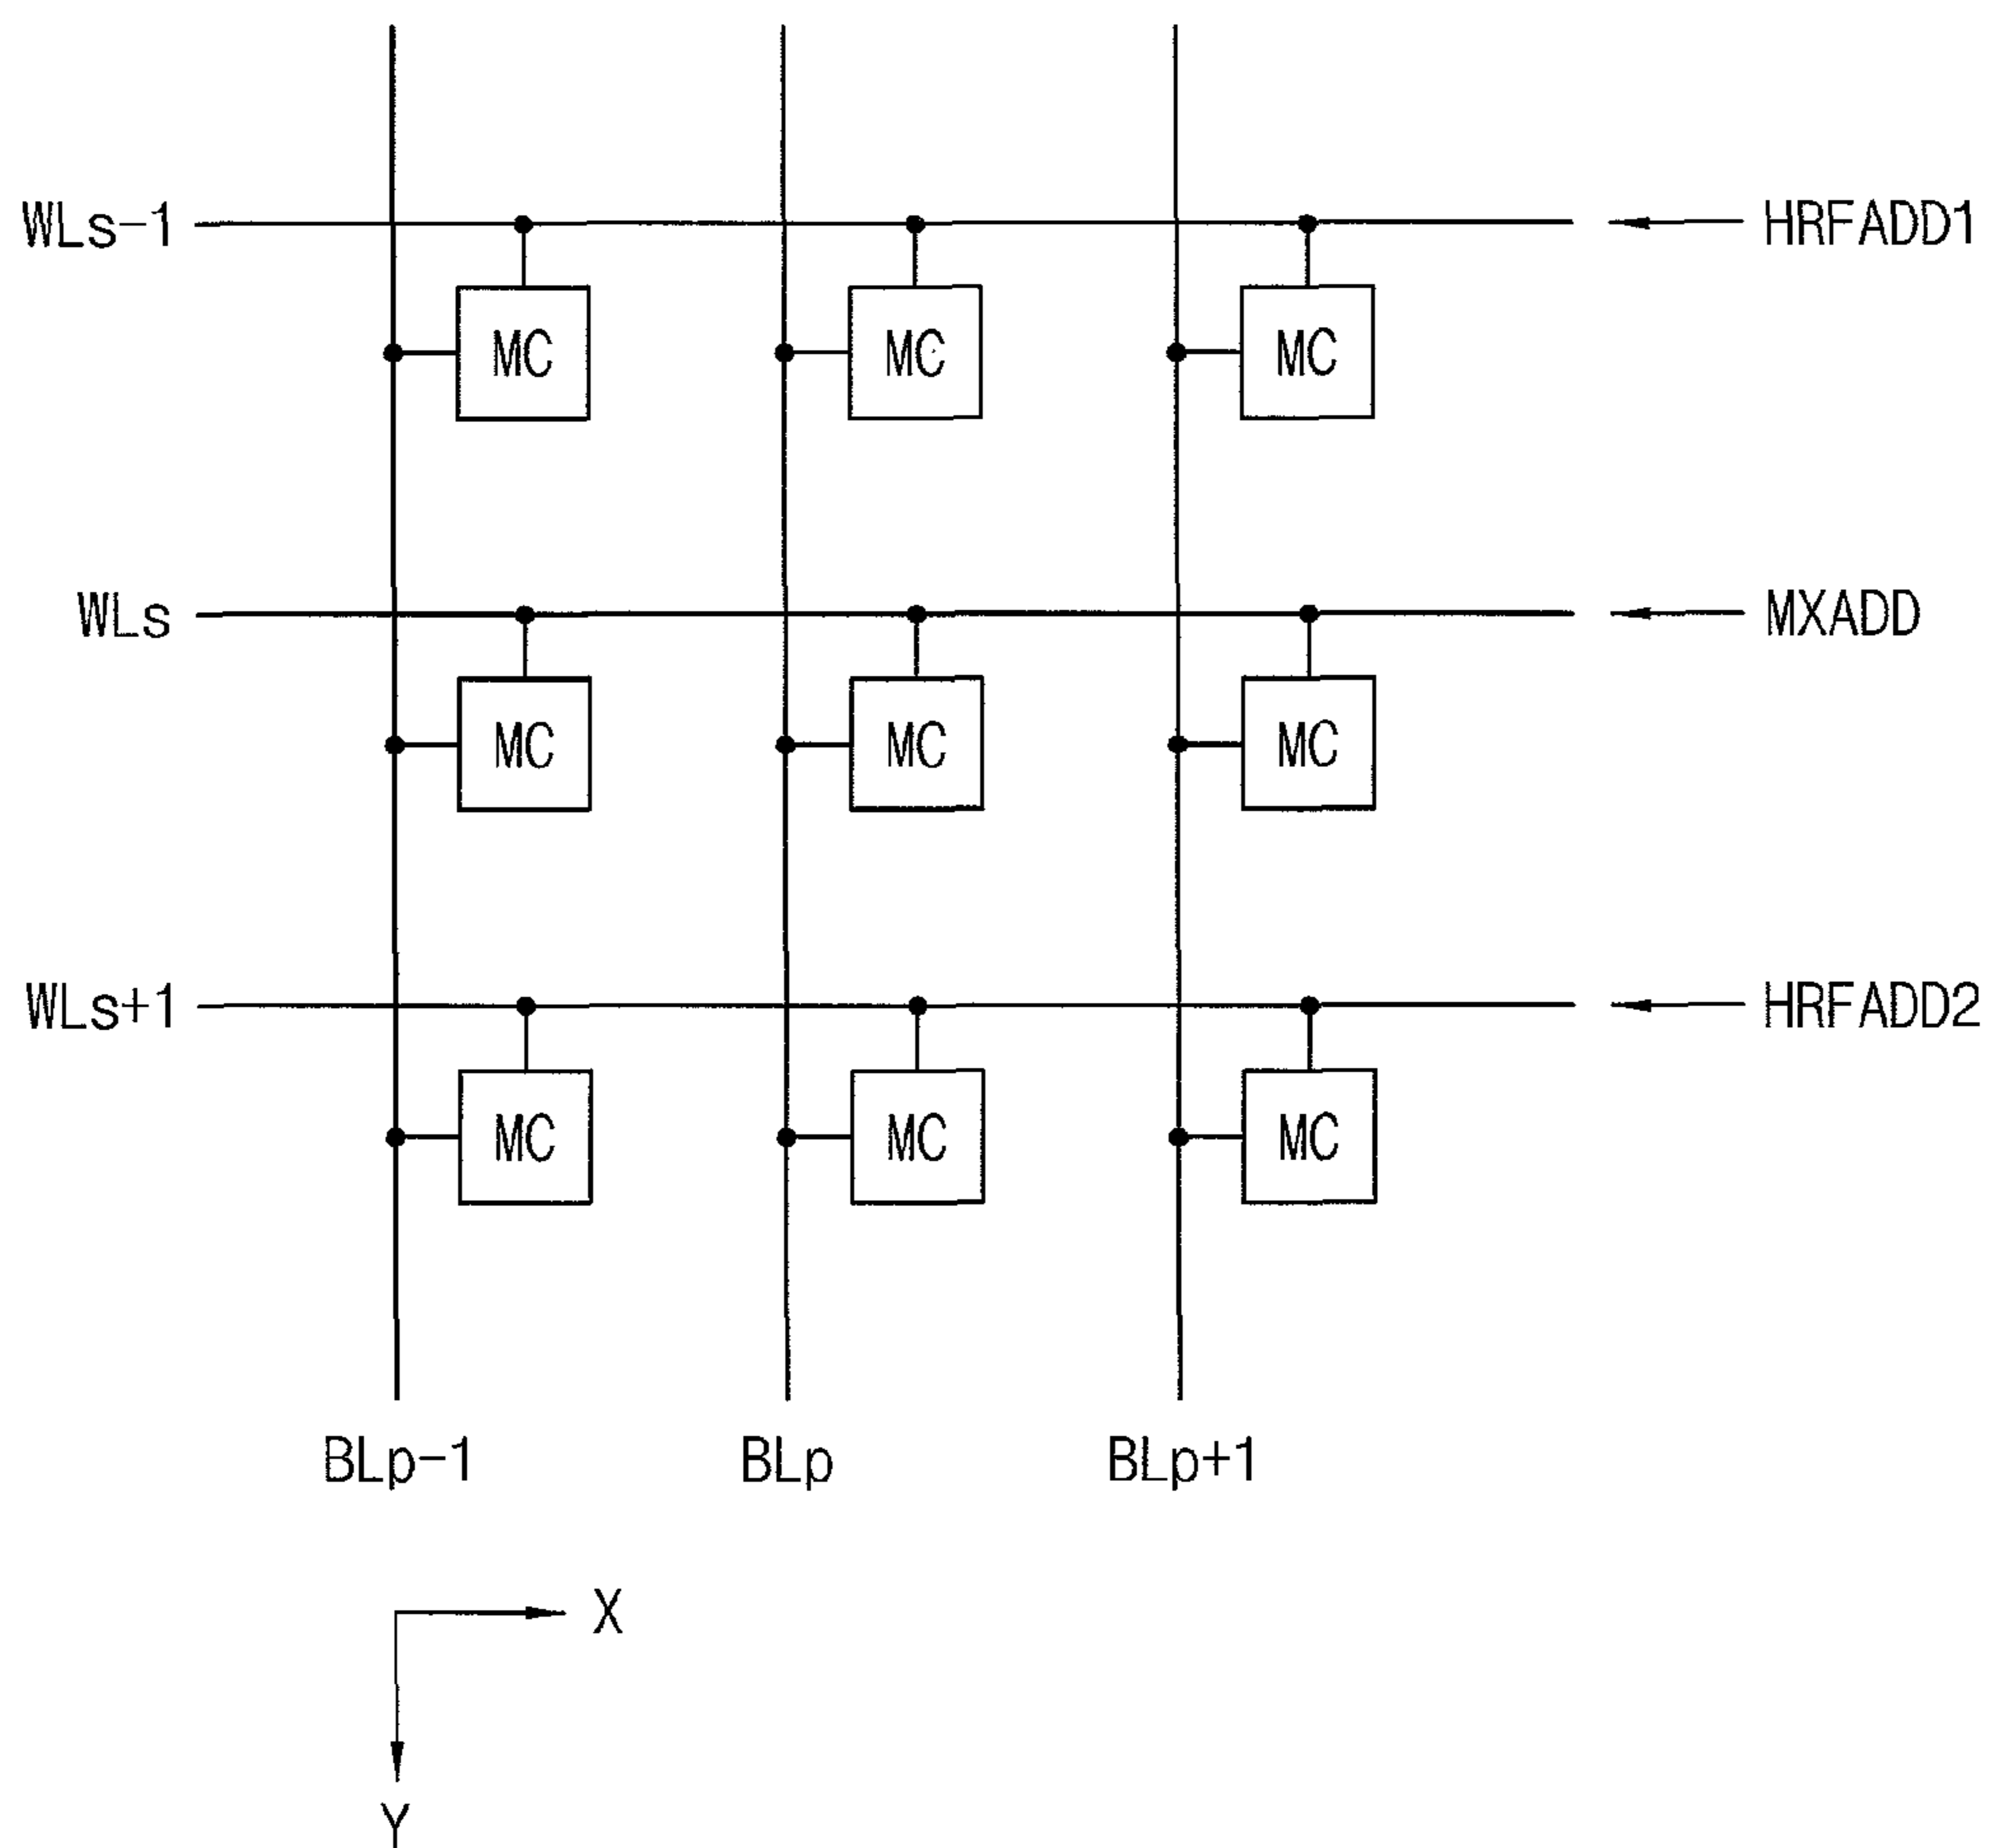 WLs-1 HRFADD1
MC MC MC
WLs MXADD
MC MC MC
WLs+1 HRFADD2
MC MC MC
BLp-1 BLp BLp+1
X
Y